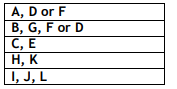 A, D or F
B, G, F or D
C, E
H, K
I, J, L